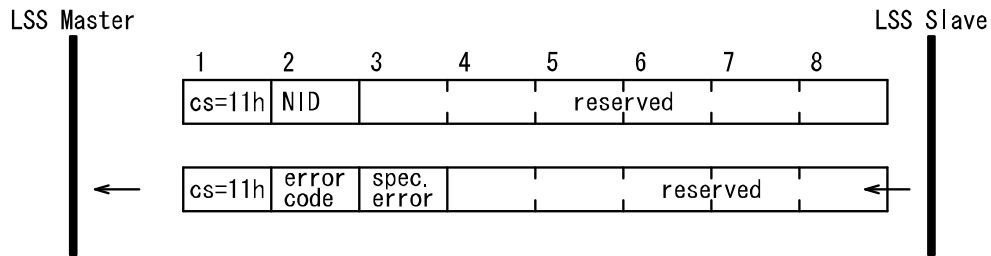 LSS Master LSS Slave
1 2 3 4 5 6 7 8
cs=11h NID reserved
cs=11h error code spec. error reserved